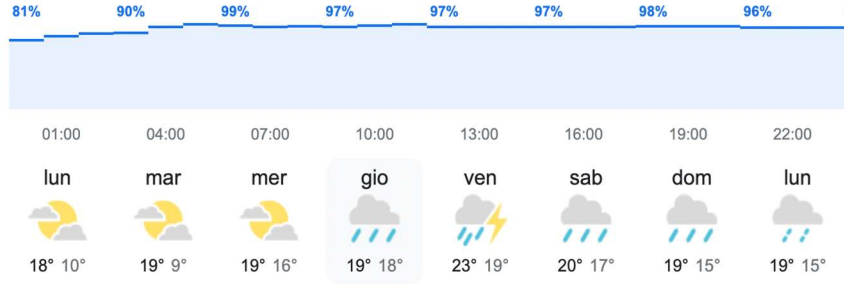 81% 90% 99% 97% 97% 97% 98% 96%
01:00 04:00 07:00 10:00 13:00 16:00 19:00 22:00
lun mar mer gio ven sab dom lun
18° 10° 19° 9° 19° 16° 19° 18° 23° 19° 20° 17° 19° 15° 19° 15°